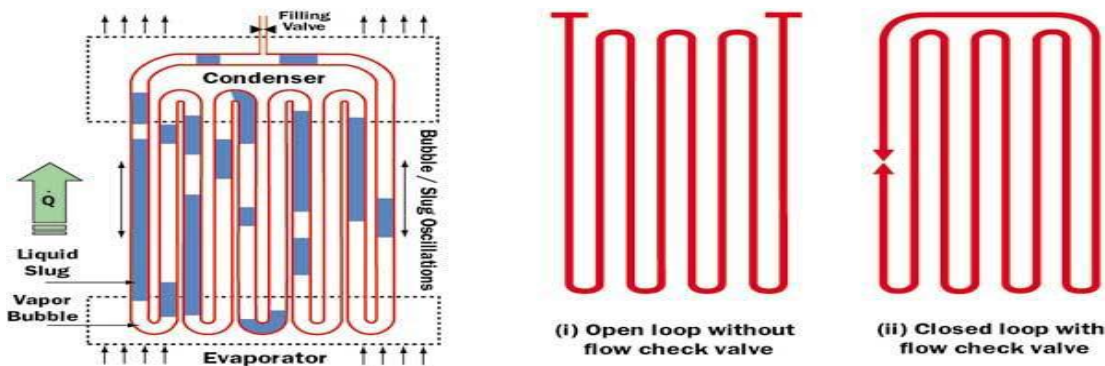 Filling
Valve
Condenser
Bubble / Slug Oscillations
Q̇
Liquid
Slug
Vapor
Bubble
Evaporator
(i) Open loop without
flow check valve
(ii) Closed loop with
flow check valve